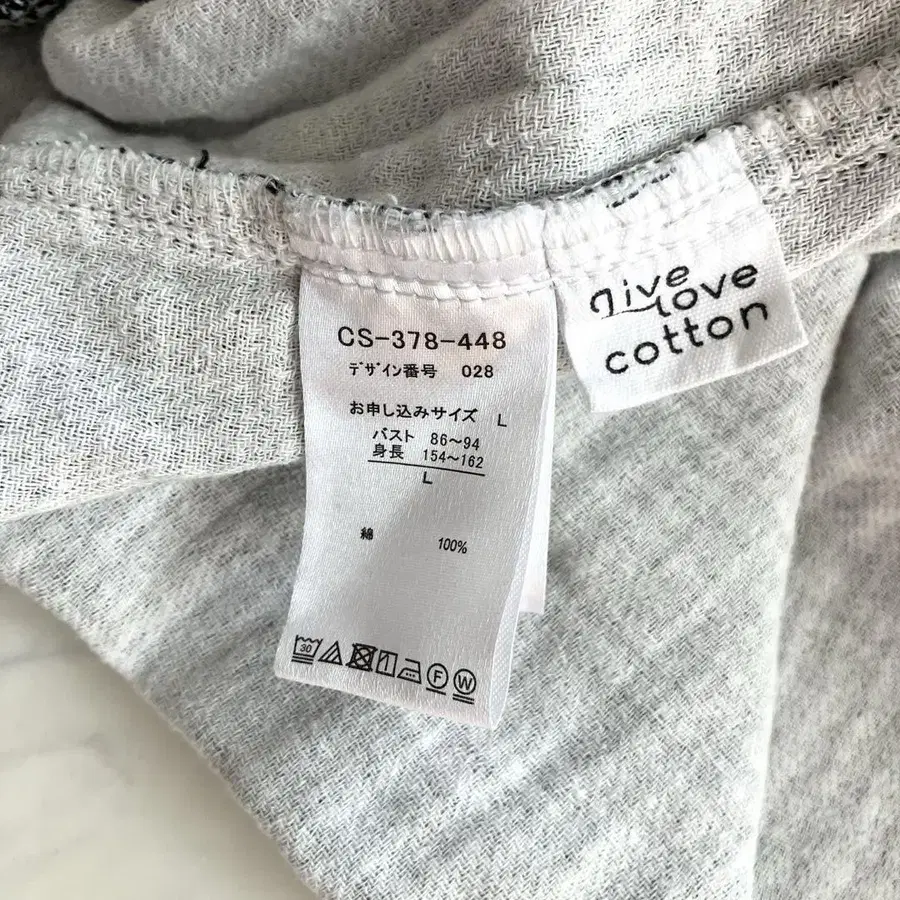 CS-378-448
デザイン番号 028
お申し込みサイズ L
バスト 86～94
身長 154～162
L
綿 100%
30
F
W
give love
cotton